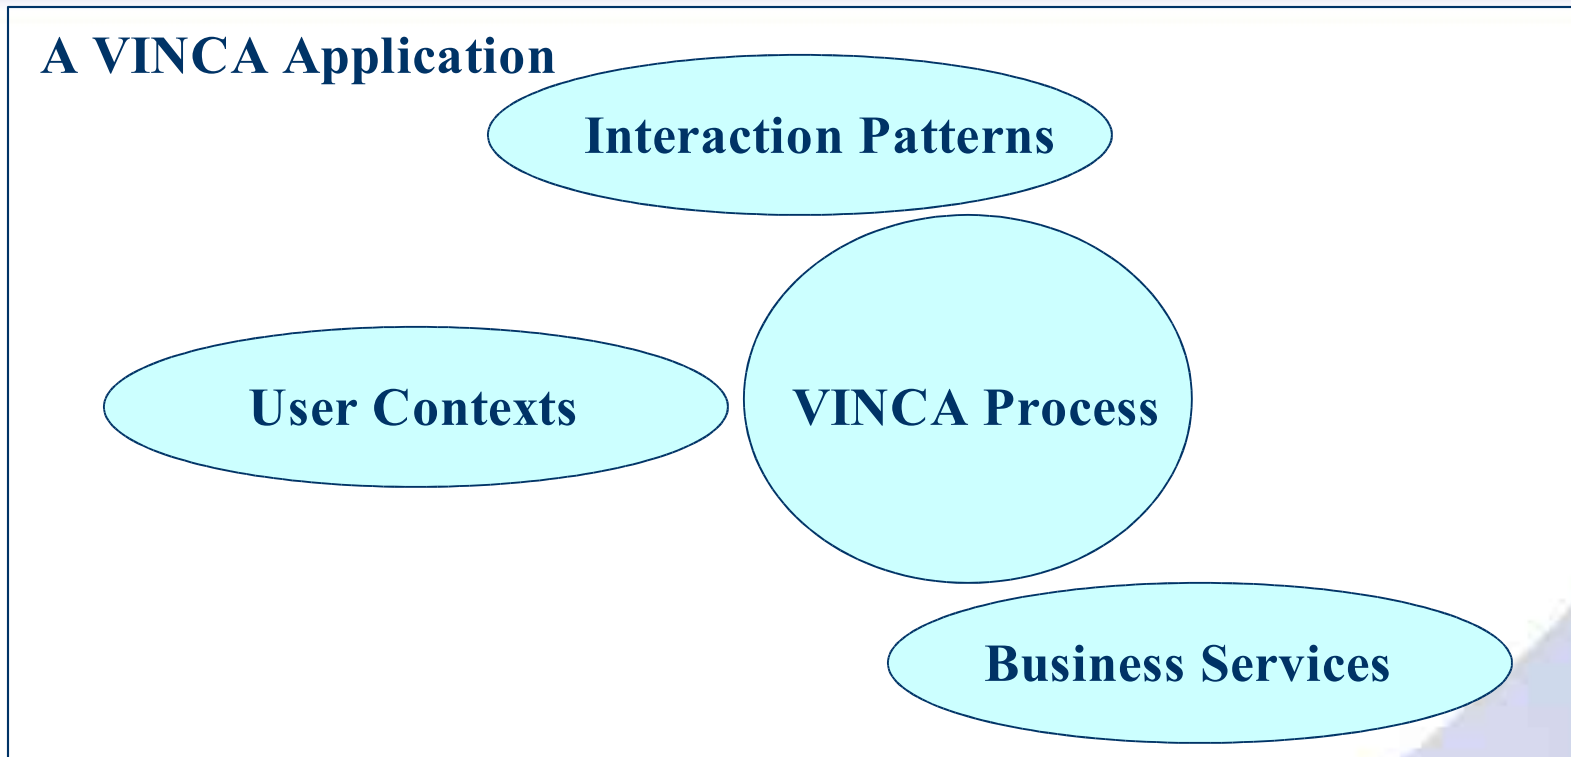 A VINCA Application
Interaction Patterns
User Contexts
VINCA Process
Business Services